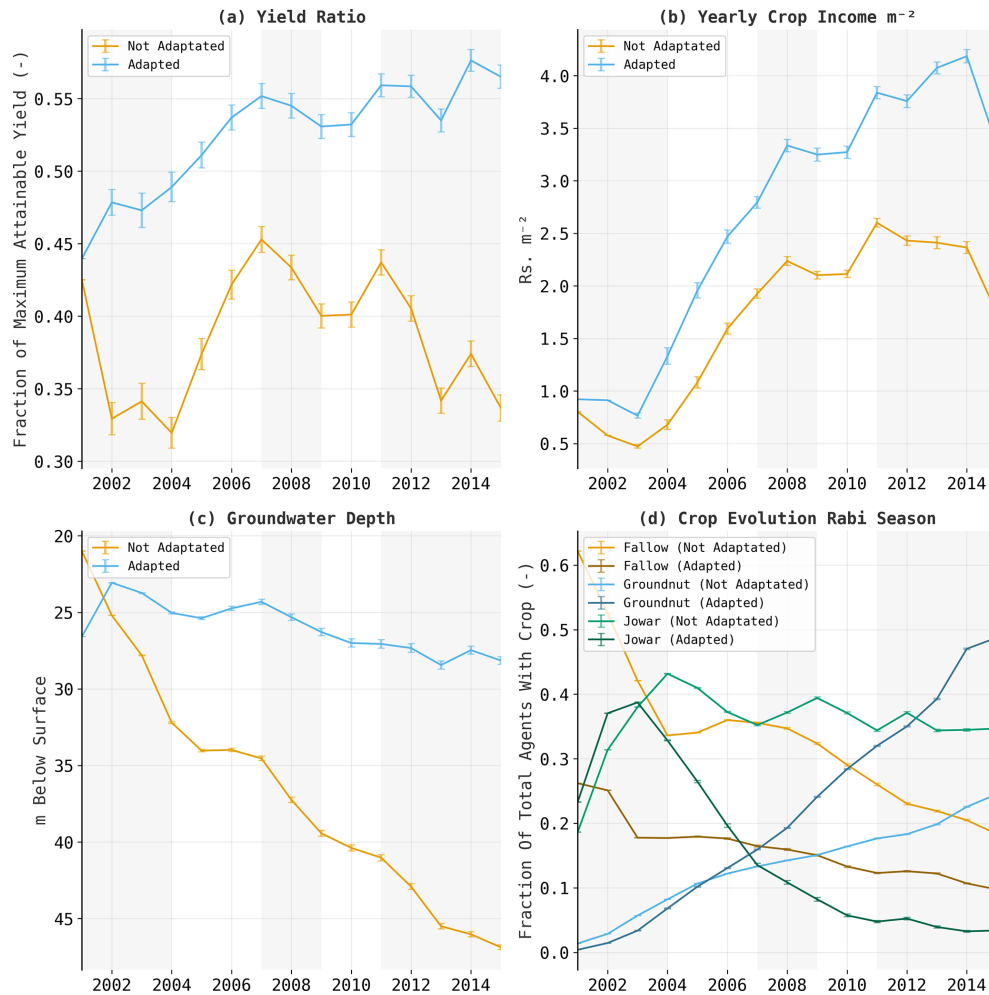 (a) Yield Ratio
Fraction of Maximum Attainable Yield (-)
Not Adaptated
Adapted
0.55
0.50
0.45
0.40
0.35
0.30
2002 2004 2006 2008 2010 2012 2014
(b) Yearly Crop Income m⁻²
Rs. m⁻²
Not Adaptated
Adapted
4.0
3.5
3.0
2.5
2.0
1.5
1.0
0.5
2002 2004 2006 2008 2010 2012 2014
(c) Groundwater Depth
m Below Surface
Not Adaptated
Adapted
20
25
30
35
40
45
2002 2004 2006 2008 2010 2012 2014
(d) Crop Evolution Rabi Season
Fraction Of Total Agents With Crop (-)
Fallow (Not Adaptated)
Fallow (Adapted)
Groundnut (Not Adaptated)
Groundnut (Adapted)
Jowar (Not Adaptated)
Jowar (Adapted)
0.6
0.5
0.4
0.3
0.2
0.1
0.0
2002 2004 2006 2008 2010 2012 2014